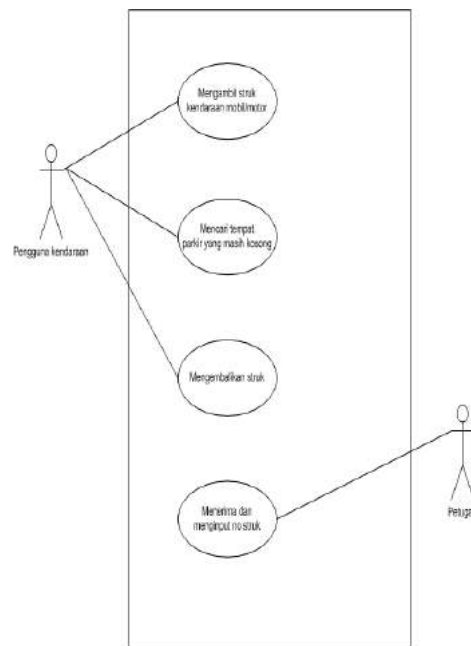 Mengambil struk
kendaraan mobil/motor
Pengguna kendaraan
Mencari tempat
parkir yang masih kosong
Mengembalikan struk
Menerima dan
menginput no struk
Petuga